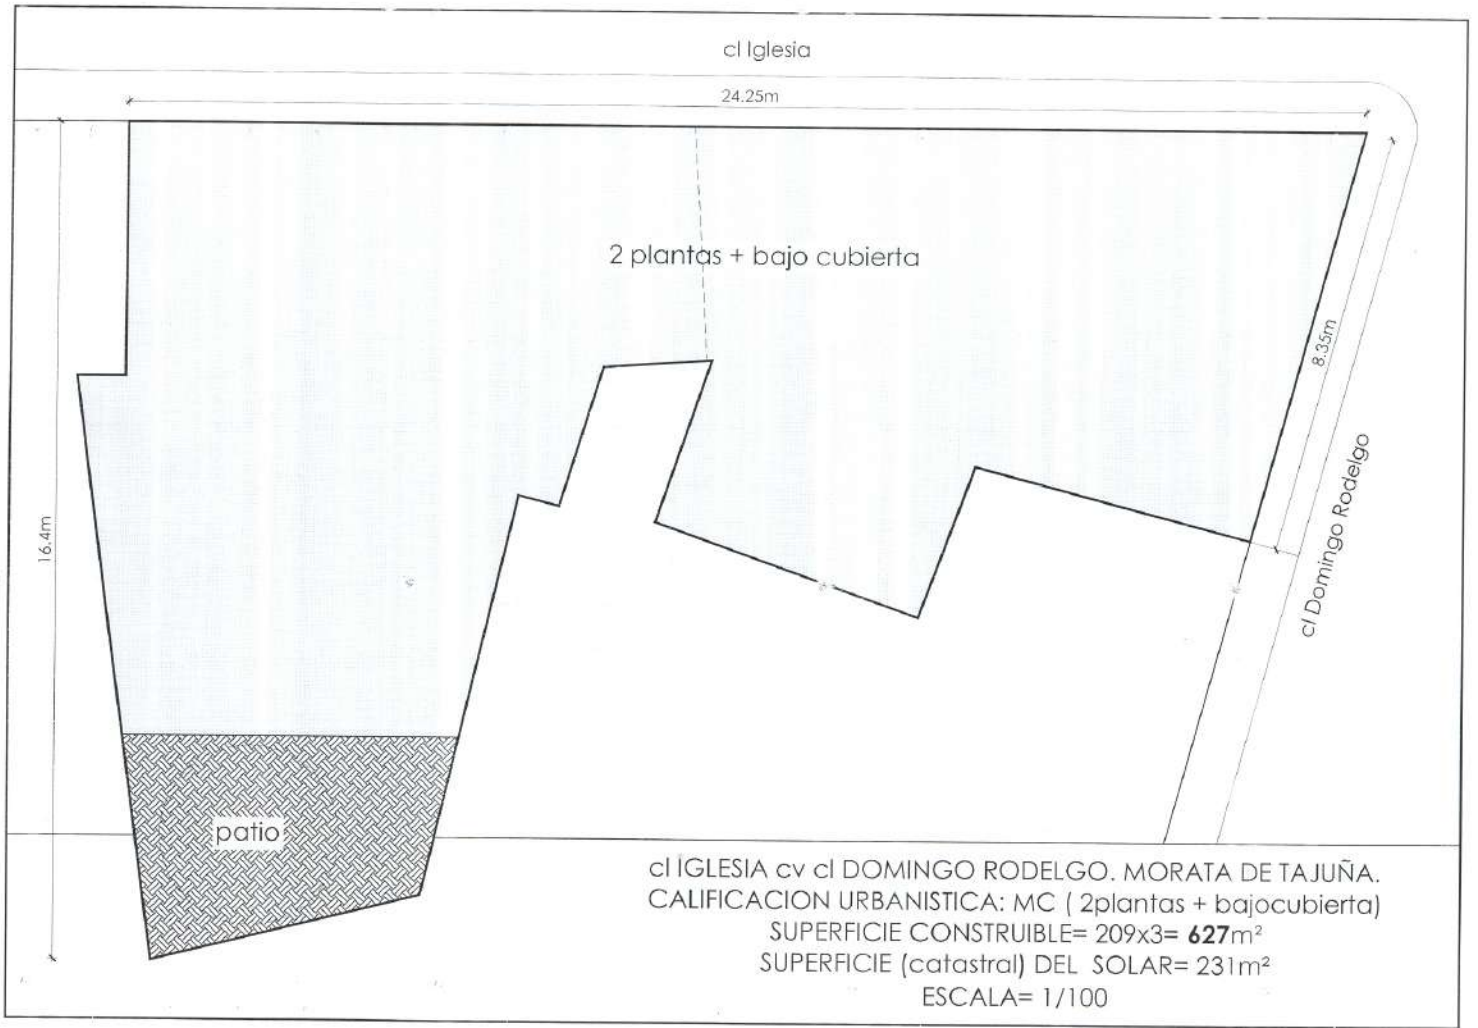 cl Iglesia
24.25m
2 plantas + bajo cubierta
8.35m
16.4m
cl Domingo Rodelgo
patio
cl IGLESIA cv cl DOMINGO RODELGO. MORATA DE TAJUÑA.
CALIFICACION URBANISTICA: MC ( 2plantas + bajocubierta)
SUPERFICIE CONSTRUIBLE= 209x3= 627m²
SUPERFICIE (catastral) DEL SOLAR= 231m²
ESCALA= 1/100